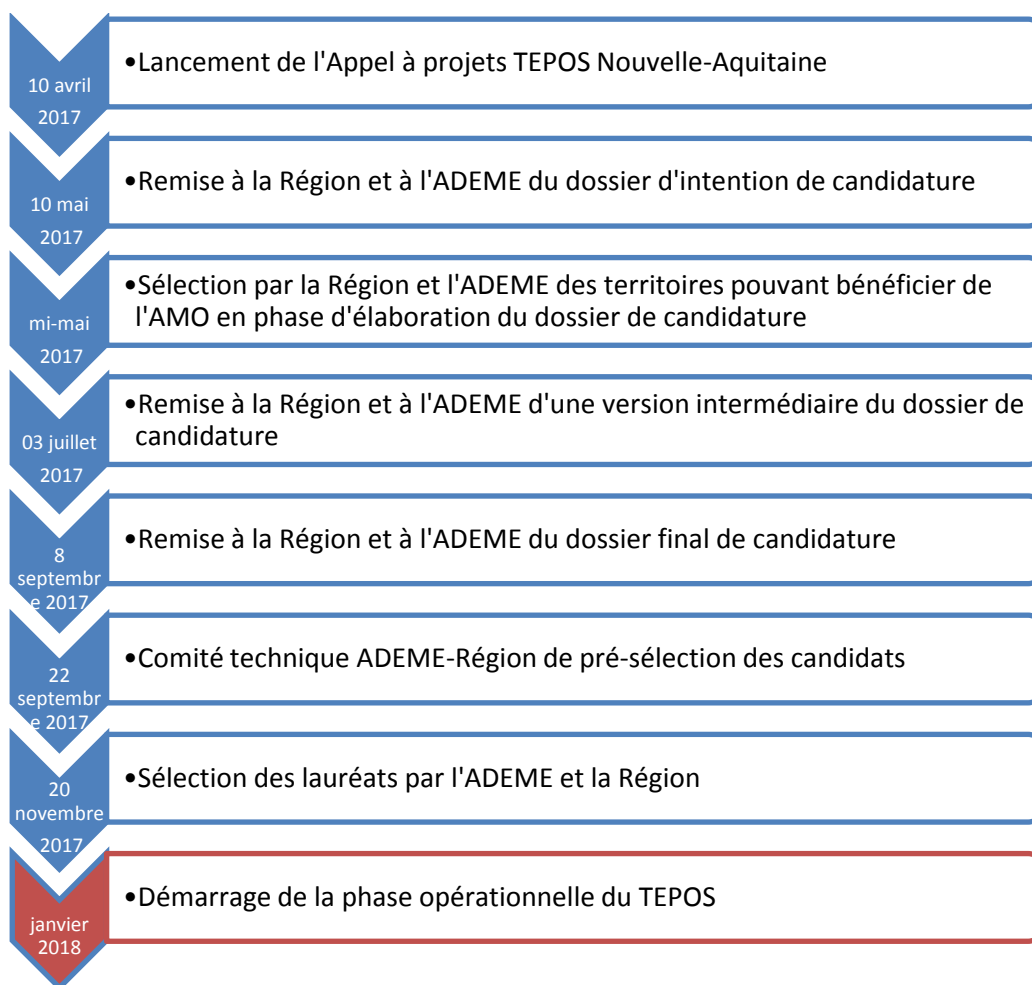 10 avril
2017
•Lancement de l'Appel à projets TEPOS Nouvelle-Aquitaine
10 mai
2017
•Remise à la Région et à l'ADEME du dossier d'intention de candidature
mi-mai
2017
•Sélection par la Région et l'ADEME des territoires pouvant bénéficier de
l'AMO en phase d'élaboration du dossier de candidature
03 juillet
2017
•Remise à la Région et à l'ADEME d'une version intermédiaire du dossier de
candidature
8
septembr
e 2017
•Remise à la Région et à l'ADEME du dossier final de candidature
22
septembr
e 2017
•Comité technique ADEME-Région de pré-sélection des candidats
20
novembre
2017
•Sélection des lauréats par l'ADEME et la Région
janvier
2018
•Démarrage de la phase opérationnelle du TEPOS